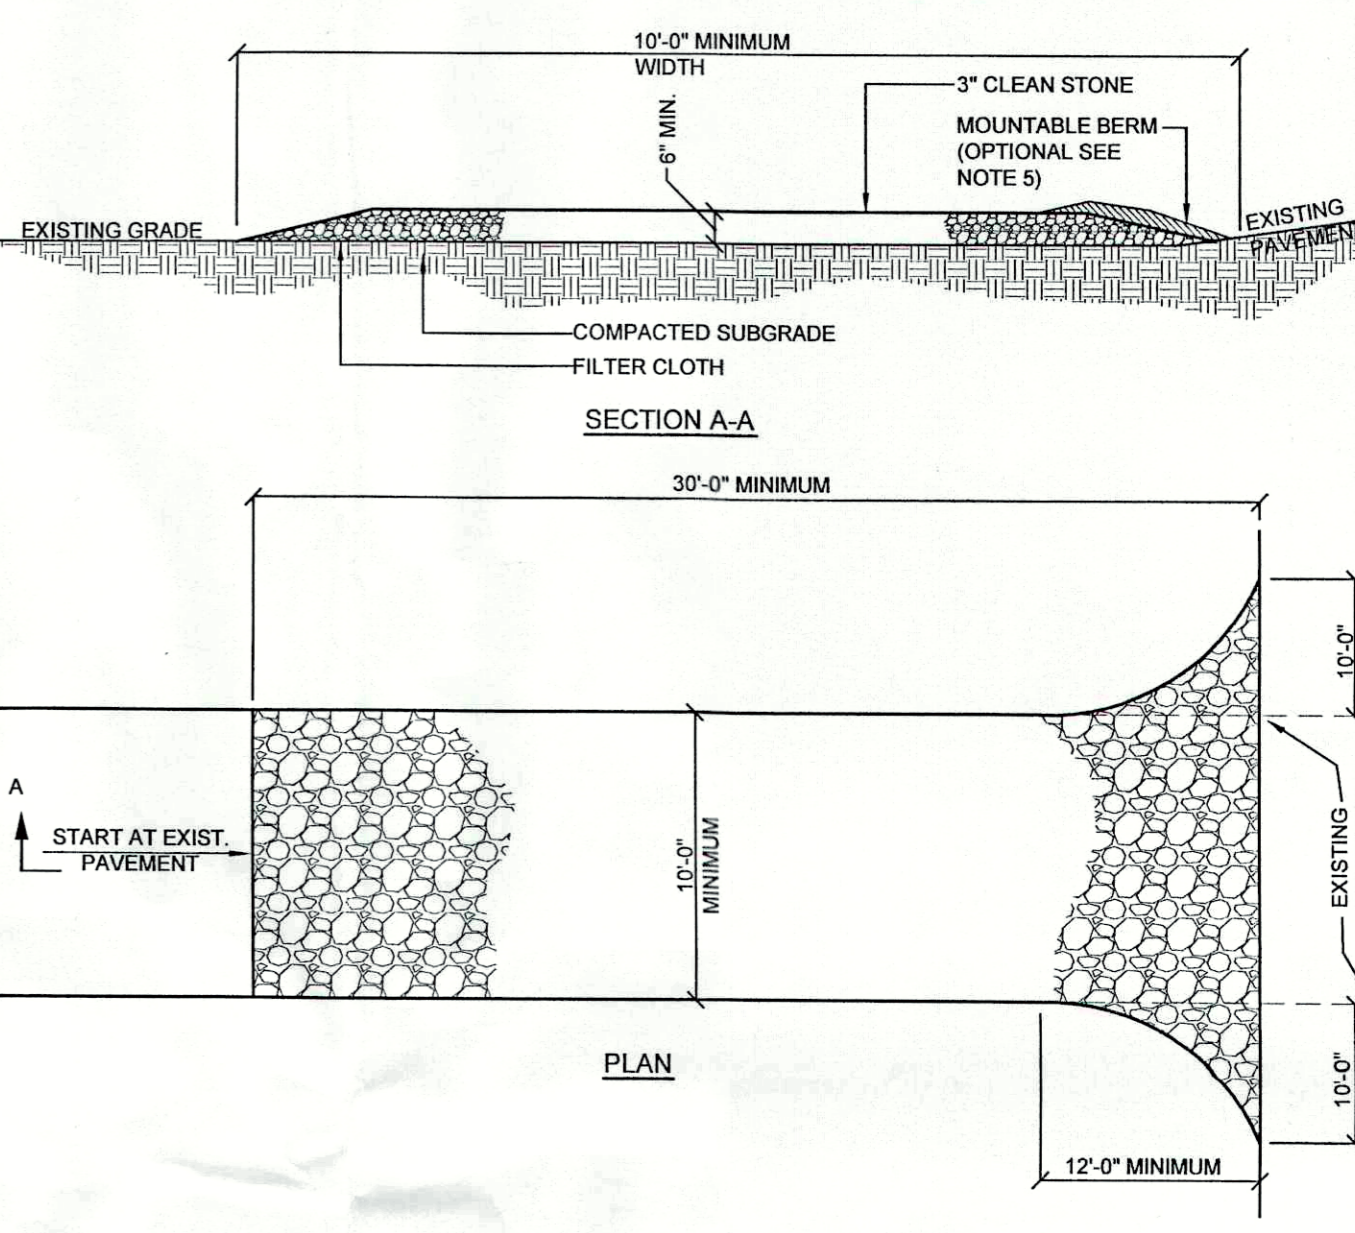 10'-0" MINIMUM
WIDTH
6" MIN.
3" CLEAN STONE
MOUNTABLE BERM
(OPTIONAL SEE
NOTE 5)
EXISTING GRADE
EXISTING
PAVEMEN
COMPACTED SUBGRADE
FILTER CLOTH
SECTION A-A
30'-0" MINIMUM
10'-0"
A
START AT EXIST.
PAVEMENT
10'-0"
MINIMUM
EXISTING
PLAN
10'-0"
12'-0" MINIMUM